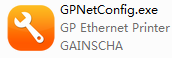 GPNetConfig.exe
GP Ethernet Printer
GAINSCHA